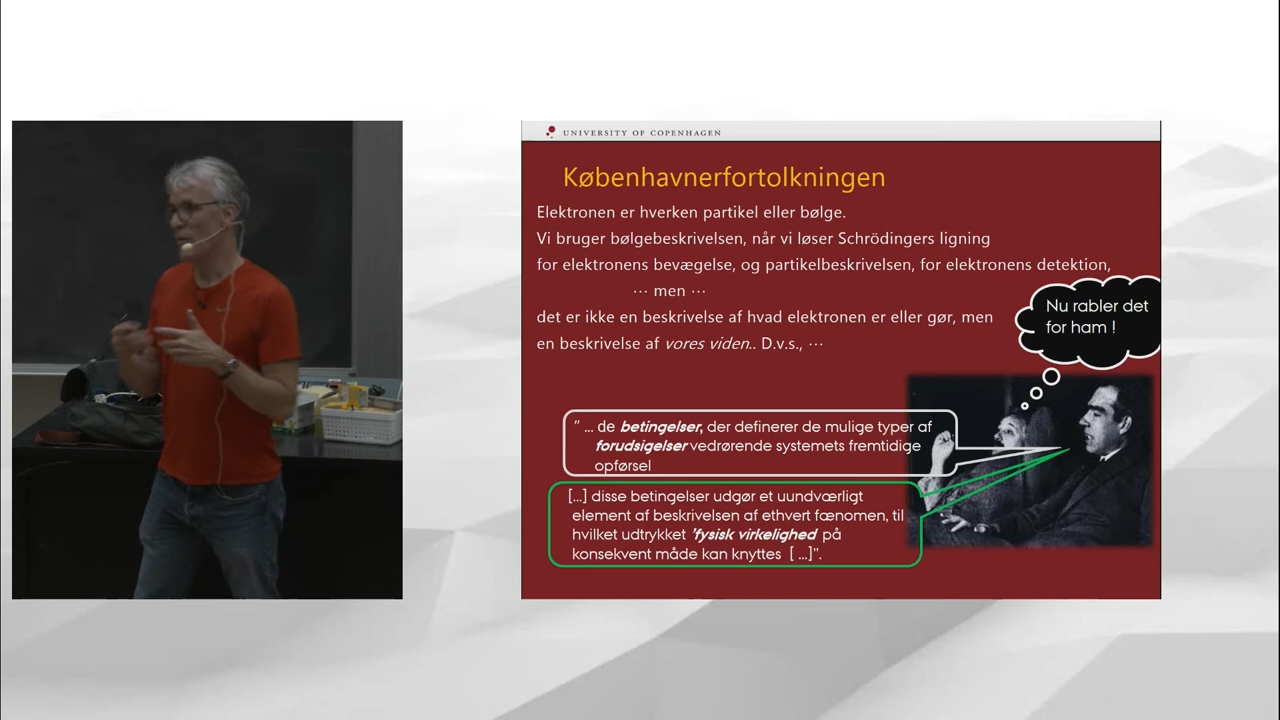 UNIVERSITY OF COPENHAGEN
Københavnerfortolkningen
Elektronen er hverken partikel eller bølge.
Vi bruger bølgebeskrivelsen, når vi løser Schrödingers ligning
for elektronens bevægelse, og partikelbeskrivelsen, for elektronens detektion,
··· men ···
det er ikke en beskrivelse af hvad elektronen er eller gør, men
en beskrivelse af vores viden.. D.v.s., ···
Nu rabler det
for ham !
" ... de betingelser, der definerer de mulige typer af
forudsigelser vedrørende systemets fremtidige
opførsel
[...] disse betingelser udgør et uundværligt
element af beskrivelsen af ethvert fænomen, til
hvilket udtrykket 'fysisk virkelighed på
konsekvent måde kan knyttes [ ...]".